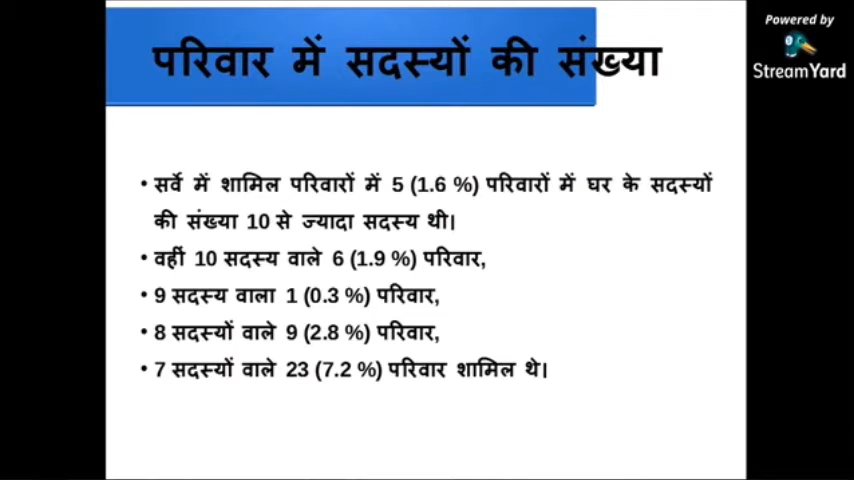 परिवार में सदस्यों की संख्या
Powered by
StreamYard
• सर्वे में शामिल परिवारों में 5 (1.6 %) परिवारों में घर के सदस्यों
की संख्या 10 से ज्यादा सदस्य थी।
• वहीं 10 सदस्य वाले 6 (1.9 %) परिवार,
• 9 सदस्य वाला 1 (0.3 %) परिवार,
• 8 सदस्यों वाले 9 (2.8 %) परिवार,
• 7 सदस्यों वाले 23 (7.2 %) परिवार शामिल थे।